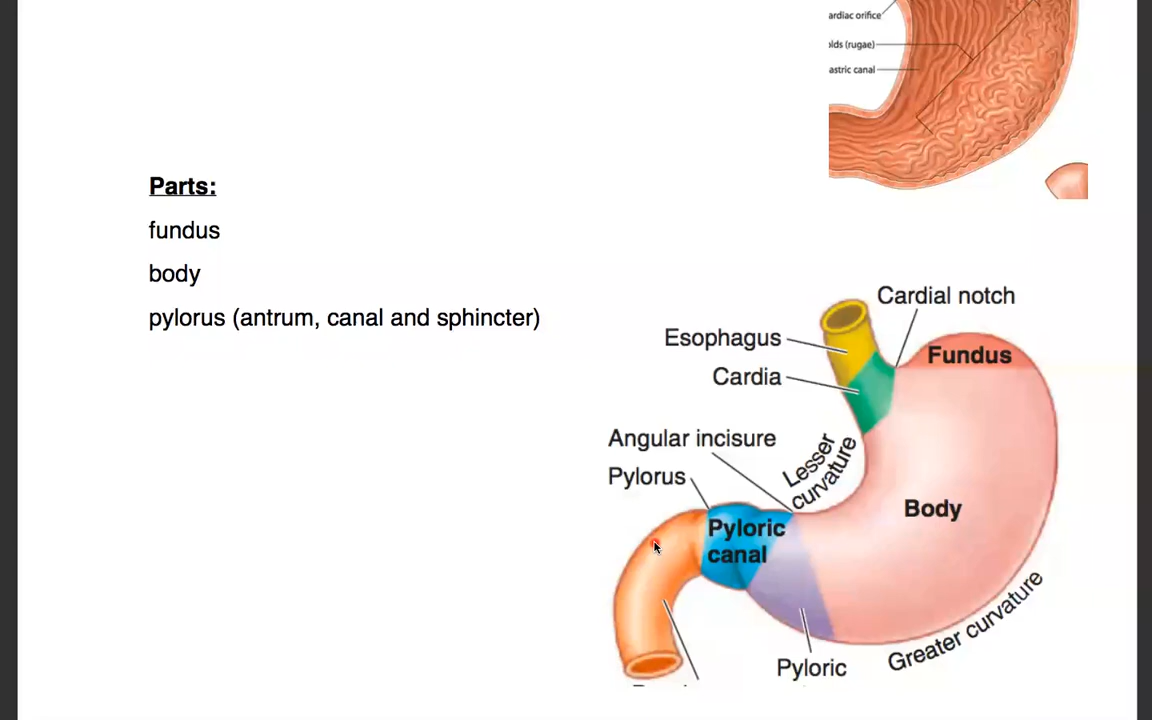 ardiac orifice
lds (rugae)
astric canal
Parts:
fundus
body
pylorus (antrum, canal and sphincter)
Cardial notch
Esophagus
Fundus
Cardia
Angular incisure
Lesser
curvature
Pylorus
Body
Pyloric
canal
Greater curvature
Pyloric